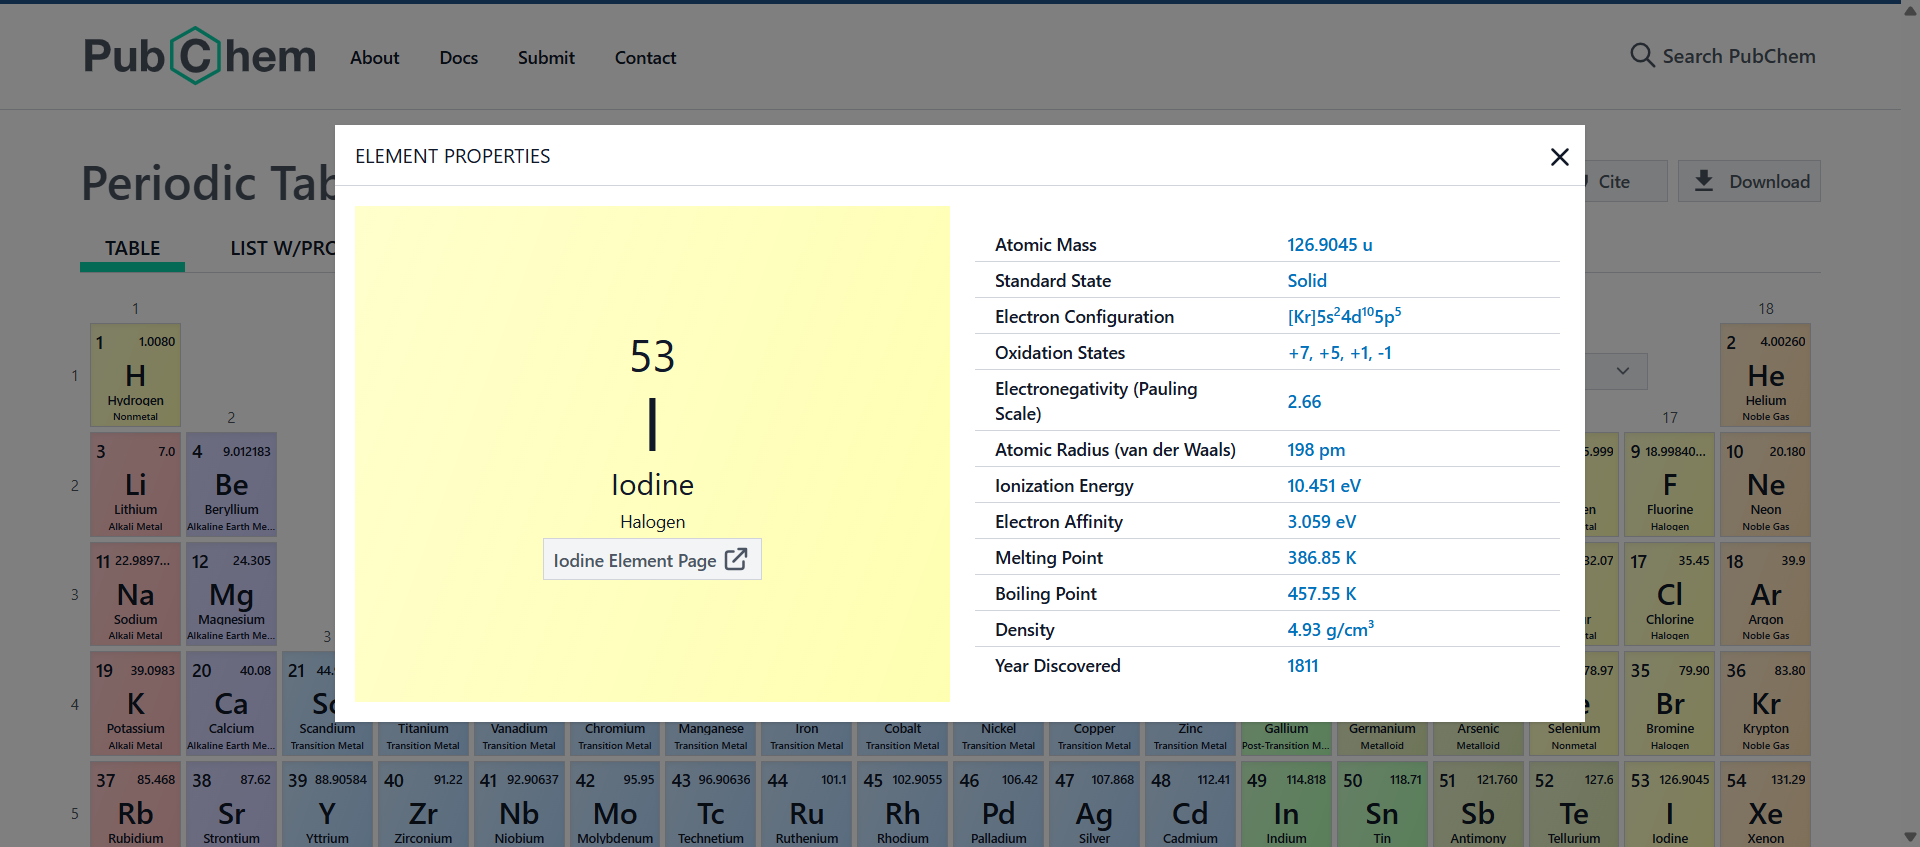 PubChem
About
Docs
Submit
Contact
Search PubChem
Periodic Tab
Cite
Download
TABLE
LIST W/PRO
ELEMENT PROPERTIES
53
I
Iodine
Halogen
Iodine Element Page
Atomic Mass 126.9045 u
Standard State Solid
Electron Configuration [Kr]5s²4d¹⁰5p⁵
Oxidation States +7, +5, +1, -1
Electronegativity (Pauling
Scale) 2.66
Atomic Radius (van der Waals) 198 pm
Ionization Energy 10.451 eV
Electron Affinity 3.059 eV
Melting Point 386.85 K
Boiling Point 457.55 K
Density 4.93 g/cm³
Year Discovered 1811
1
18
1 1.0080
H
Hydrogen
Nonmetal
1
2
17
2 4.00260
He
Helium
Noble Gas
3 7.0
Li
Lithium
Alkali Metal
2
4 9.012183
Be
Beryllium
Alkaline Earth Me...
5.999
en
tal
9 18.99840...
F
Fluorine
Halogen
10 20.180
Ne
Neon
Noble Gas
11 22.9897...
Na
Sodium
Alkali Metal
3
12 24.305
Mg
Magnesium
Alkaline Earth Me...
3
32.07
ur
tal
17 35.45
Cl
Chlorine
Halogen
18 39.9
Ar
Argon
Noble Gas
19 39.0983
K
Potassium
Alkali Metal
4
20 40.08
Ca
Calcium
Alkaline Earth Me...
21 44.
Sc
Scandium
Transition Metal
Titanium
Transition Metal
Vanadium
Transition Metal
Chromium
Transition Metal
Manganese
Transition Metal
Iron
Transition Metal
Cobalt
Transition Metal
Nickel
Transition Metal
Copper
Transition Metal
Zinc
Transition Metal
Gallium
Post-Transition M...
Germanium
Metalloid
Arsenic
Metalloid
78.97
e
Selenium
Nonmetal
35 79.90
Br
Bromine
Halogen
36 83.80
Kr
Krypton
Noble Gas
5
37 85.468
Rb
Rubidium
38 87.62
Sr
Strontium
39 88.90584
Y
Yttrium
40 91.22
Zr
Zirconium
41 92.90637
Nb
Niobium
42 95.95
Mo
Molybdenum
43 96.90636
Tc
Technetium
44 101.1
Ru
Ruthenium
45 102.9055
Rh
Rhodium
46 106.42
Pd
Palladium
47 107.868
Ag
Silver
48 112.41
Cd
Cadmium
49 114.818
In
Indium
50 118.71
Sn
Tin
51 121.760
Sb
Antimony
52 127.6
Te
Tellurium
53 126.9045
I
Iodine
54 131.29
Xe
Xenon